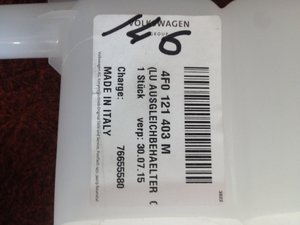 VOLKSWAGEN
GROUP
146
4F0 121 403 M
(LU AUSGLEICHBEHAELTER (
1 Stück verp: 30.07.15
Charge: 76655580
MADE IN ITALY